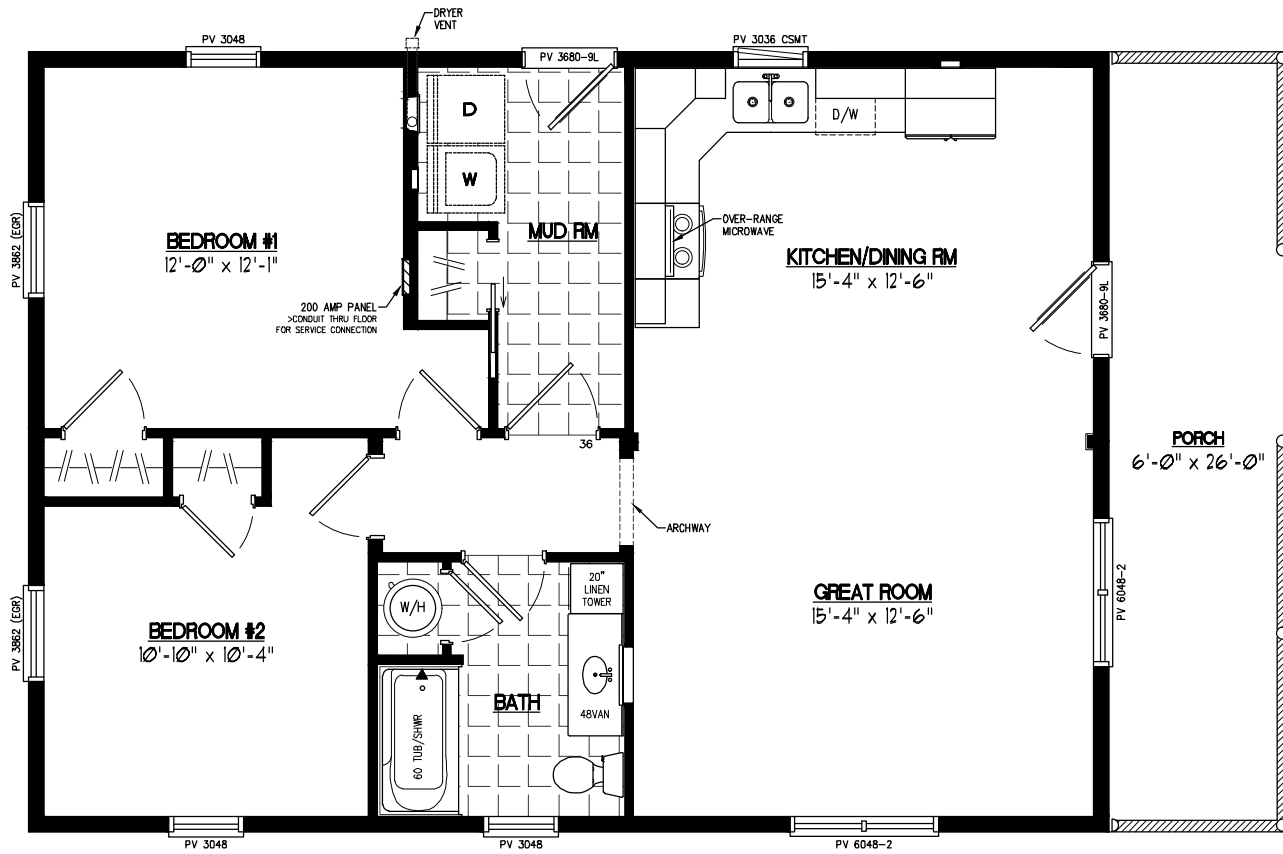 DRYER
VENT
PV 3048
PV 3680-9L
PV 3036 CSMT
D
W
D/W
MUD RM
OVER-RANGE
MICROWAVE
PV 3862 (EGR)
BEDROOM #1
12'-0" x 12'-1"
KITCHEN/DINING RM
15'-4" x 12'-6"
200 AMP PANEL
>CONDUIT THRU FLOOR
FOR SERVICE CONNECTION
PV 3680-9L
36
PORCH
6'-0" x 26'-0"
ARCHWAY
20"
LINEN
TOWER
W/H
PV 6048-2
GREAT ROOM
15'-4" x 12'-6"
PV 3862 (EGR)
BEDROOM #2
10'-10" x 10'-4"
BATH
48VAN
60 TUB/SHWR
PV 3048
PV 3048
PV 6048-2